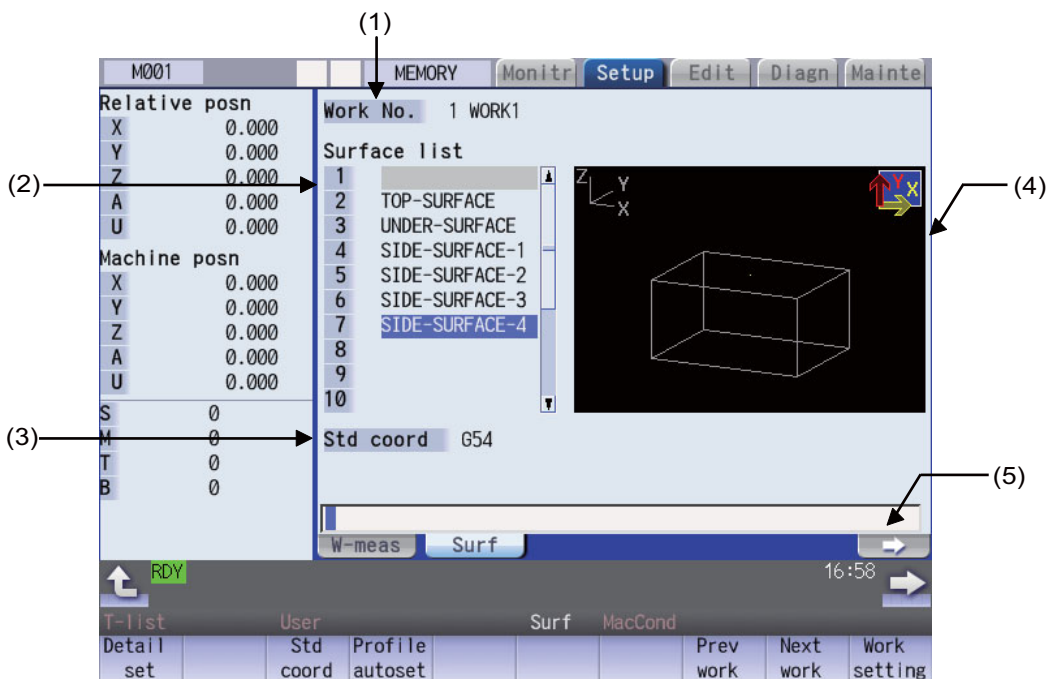 (1)
M001 MEMORY Monitr Setup Edit Diagn Mainte
Relative posn
X 0.000
Y 0.000
Z 0.000
A 0.000
U 0.000
Machine posn
X 0.000
Y 0.000
Z 0.000
A 0.000
U 0.000
S 0
M 0
T 0
B 0
Work No. 1 WORK1
Surface list
1
2 TOP-SURFACE
3 UNDER-SURFACE
4 SIDE-SURFACE-1
5 SIDE-SURFACE-2
6 SIDE-SURFACE-3
7 SIDE-SURFACE-4
8
9
10
Z Y
X
Y X
Std coord G54
(2)
(3)
(4)
(5)
W-meas Surf
RDY 16:58
T-list User Surf MacCond
Detail set
Std coord
Profile autoset
Prev work
Next work
Work setting